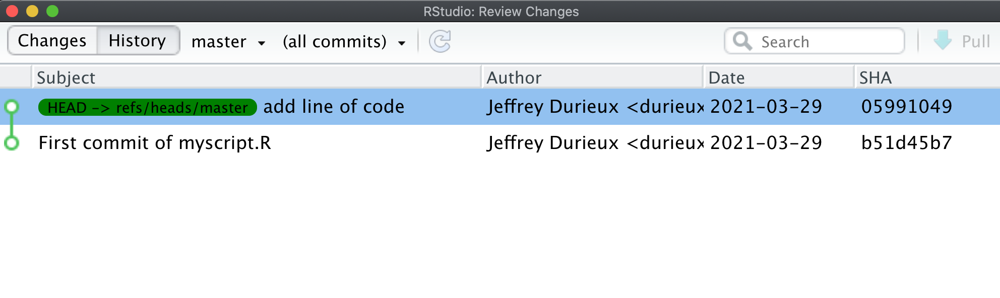 RStudio: Review Changes
Changes History master (all commits) Search Pull
Subject Author Date SHA
HEAD -> refs/heads/master add line of code Jeffrey Durieux <durieux 2021-03-29 05991049
First commit of myscript.R Jeffrey Durieux <durieux 2021-03-29 b51d45b7